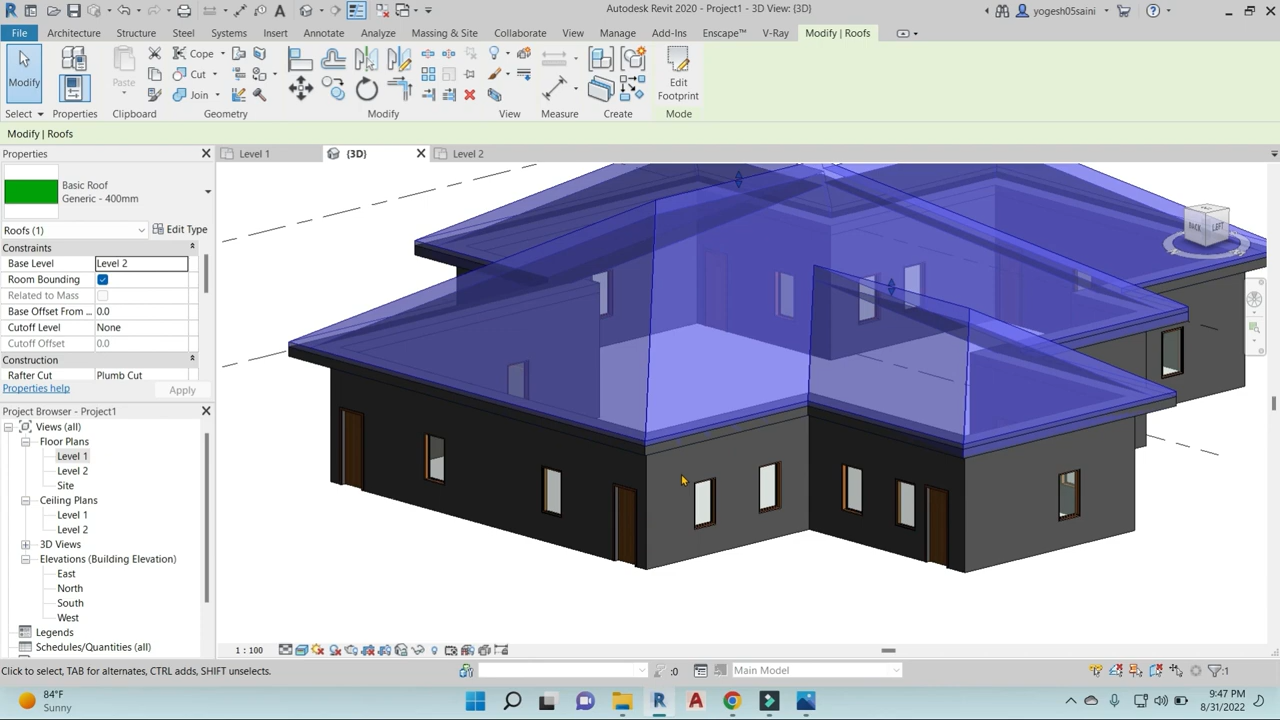 Autodesk Revit 2020 - Project1 - 3D View: {3D}
yogesh05saini
File Architecture Structure Steel Systems Insert Annotate Analyze Massing & Site Collaborate View Manage Add-Ins Enscape™ V-Ray Modify | Roofs
Modify Paste Cope Cut Join Edit Footprint
Select Properties Clipboard Geometry Modify View Measure Create Mode
Modify | Roofs
Properties
Level 1 {3D} Level 2
Basic Roof
Generic - 400mm
Roofs (1) Edit Type
Constraints
Base Level Level 2
Room Bounding
Related to Mass
Base Offset From ... 0.0
Cutoff Level None
Cutoff Offset 0.0
Construction
Rafter Cut Plumb Cut
Properties help Apply
BACK LEFT
Project Browser - Project1
Views (all)
Floor Plans
Level 1
Level 2
Site
Ceiling Plans
Level 1
Level 2
3D Views
Elevations (Building Elevation)
East
North
South
West
Legends
Schedules/Quantities (all)
1 : 100
Click to select, TAB for alternates, CTRL adds, SHIFT unselects.
:0 Main Model :1
84°F
Sunny
9:47 PM
8/31/2022